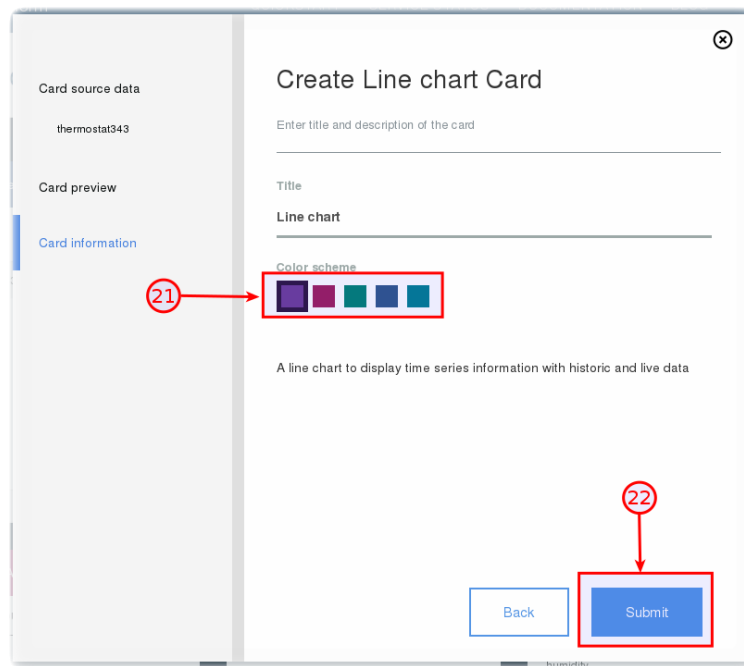 Card source data
thermostat343
Card preview
Card information
Create Line chart Card
Enter title and description of the card
Title
Line chart
Color scheme
21
A line chart to display time series information with historic and live data
22
Back
Submit
humidity